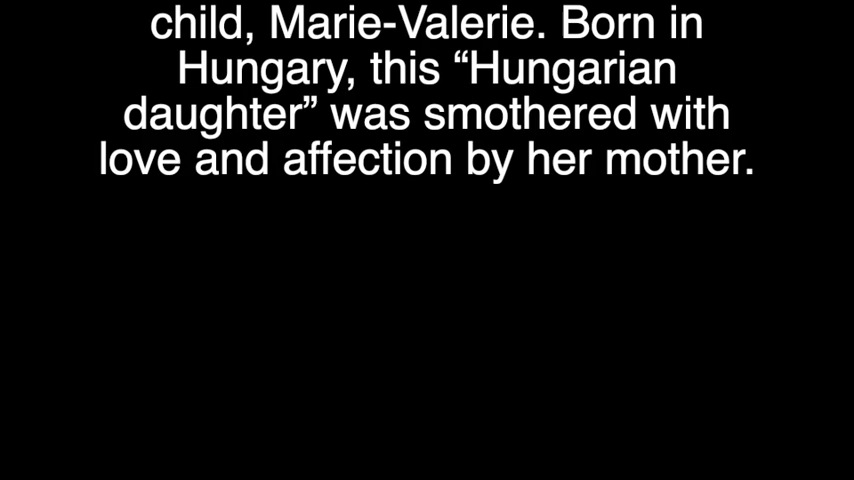 child, Marie-Valerie. Born in
Hungary, this “Hungarian
daughter” was smothered with
love and affection by her mother.